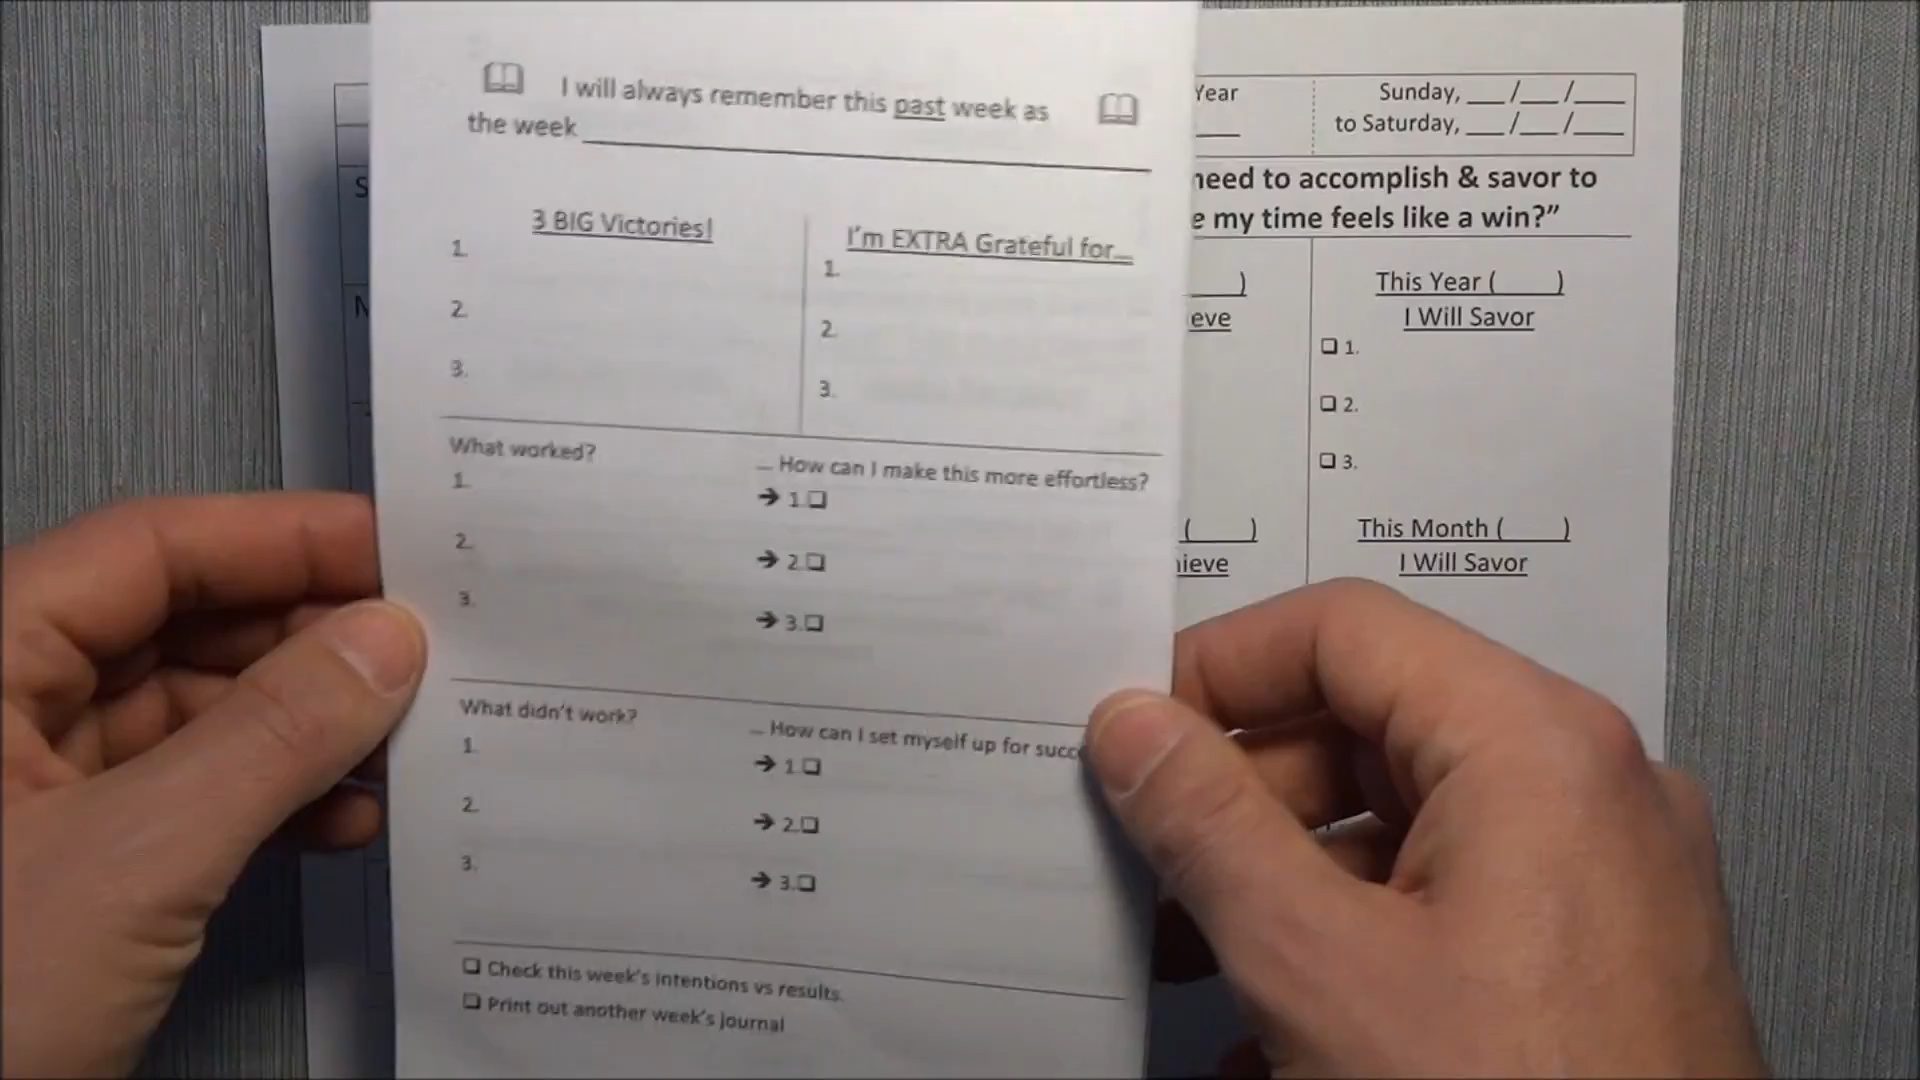 I will always remember this past week as
the week
3 BIG Victories!
1.
2.
3.
I'm EXTRA Grateful for...
1.
2.
3.
What worked?
1.
2.
3.
... How can I make this more effortless?
➔ 1.❑
➔ 2.❑
➔ 3.❑
What didn't work?
1.
2.
3.
... How can I set myself up for succ
➔ 1.❑
➔ 2.❑
➔ 3.❑
❑ Check this week's intentions vs results.
❑ Print out another week's journal
Year
Sunday, ___/___/____
to Saturday, ___/___/____
need to accomplish & savor to
e my time feels like a win?”
____)
eve
This Year (____)
I Will Savor
❑ 1.
❑ 2.
❑ 3.
(____)
ieve
This Month (____)
I Will Savor
S